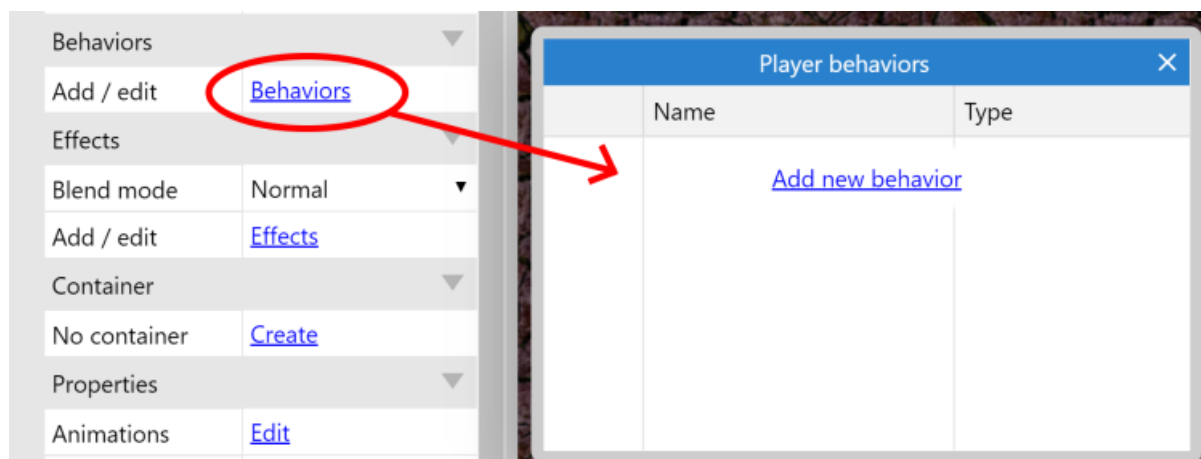 Behaviors
Add / edit Behaviors
Effects
Blend mode Normal
Add / edit Effects
Container
No container Create
Properties
Animations Edit
Player behaviors
Name Type
Add new behavior